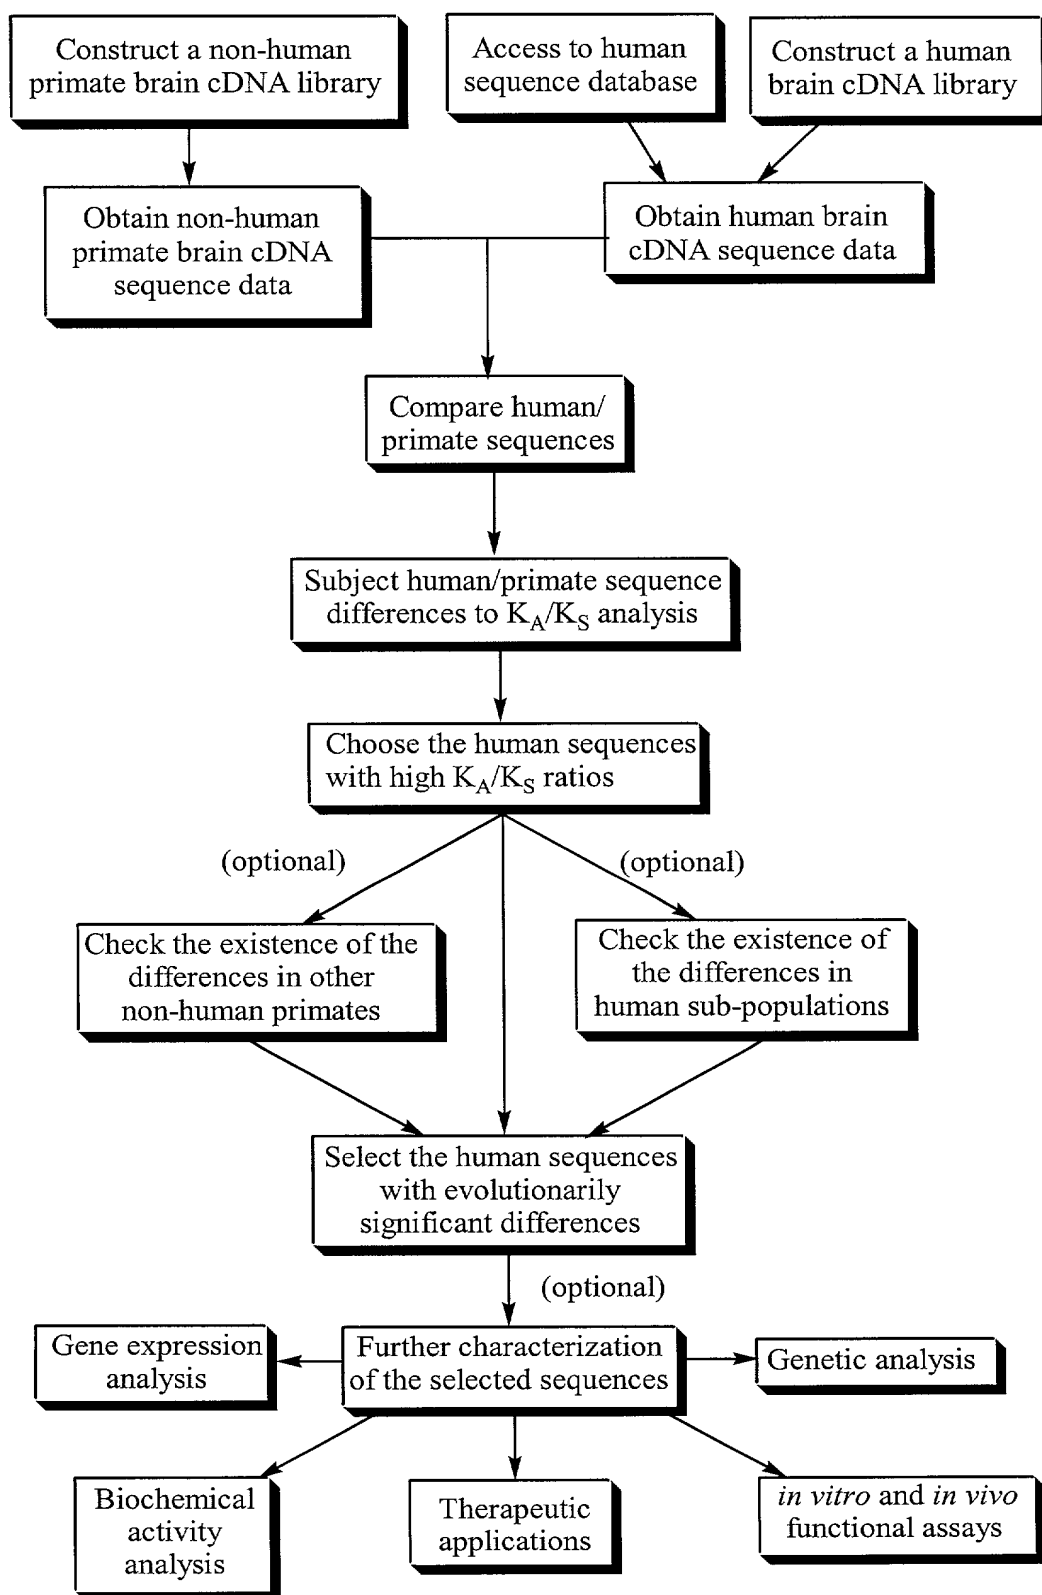 Construct a non-human
primate brain cDNA library
Access to human
sequence database
Construct a human
brain cDNA library
Obtain non-human
primate brain cDNA
sequence data
Obtain human brain
cDNA sequence data
Compare human/
primate sequences
Subject human/primate sequence
differences to K_A/K_S analysis
Choose the human sequences
with high K_A/K_S ratios
(optional)
(optional)
Check the existence of the
differences in other
non-human primates
Check the existence of
the differences in
human sub-populations
Select the human sequences
with evolutionarily
significant differences
(optional)
Gene expression
analysis
Further characterization
of the selected sequences
Genetic analysis
Biochemical
activity
analysis
Therapeutic
applications
in vitro and in vivo
functional assays